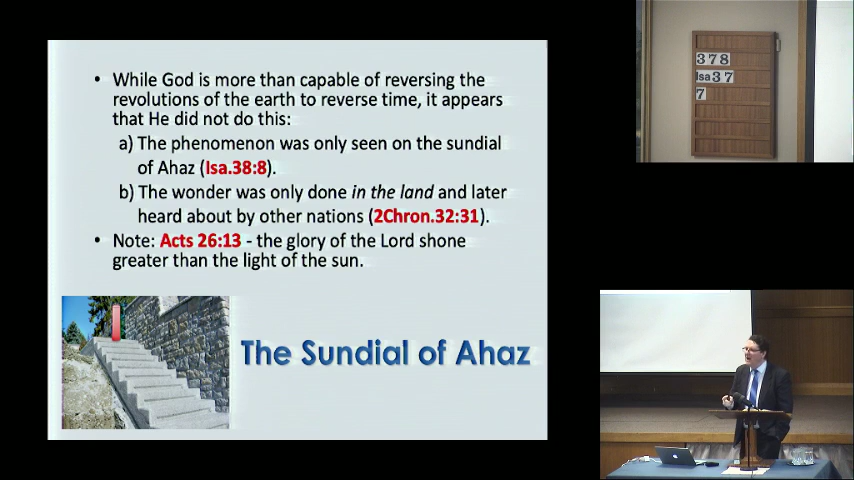 • While God is more than capable of reversing the
revolutions of the earth to reverse time, it appears
that He did not do this:
a) The phenomenon was only seen on the sundial
of Ahaz (Isa.38:8).
b) The wonder was only done in the land and later
heard about by other nations (2Chron.32:31).
• Note: Acts 26:13 - the glory of the Lord shone
greater than the light of the sun.
The Sundial of Ahaz
378
Isa37
7